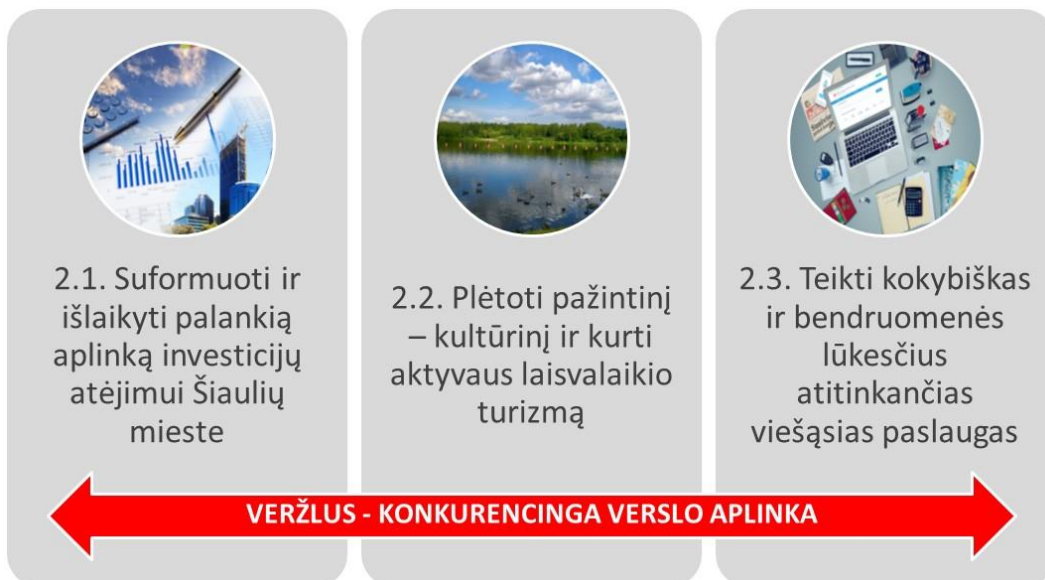 2.1. Suformuoti ir
išlaikyti palankią
aplinką investicijų
atėjimui Šiaulių
mieste
2.2. Plėtoti pažintinį
– kultūrinį ir kurti
aktyvaus laisvalaikio
turizmą
2.3. Teikti kokybiškas
ir bendruomenės
lūkesčius
atitinkančias
viešąsias paslaugas
VERŽLUS - KONKURENCINGA VERSLO APLINKA